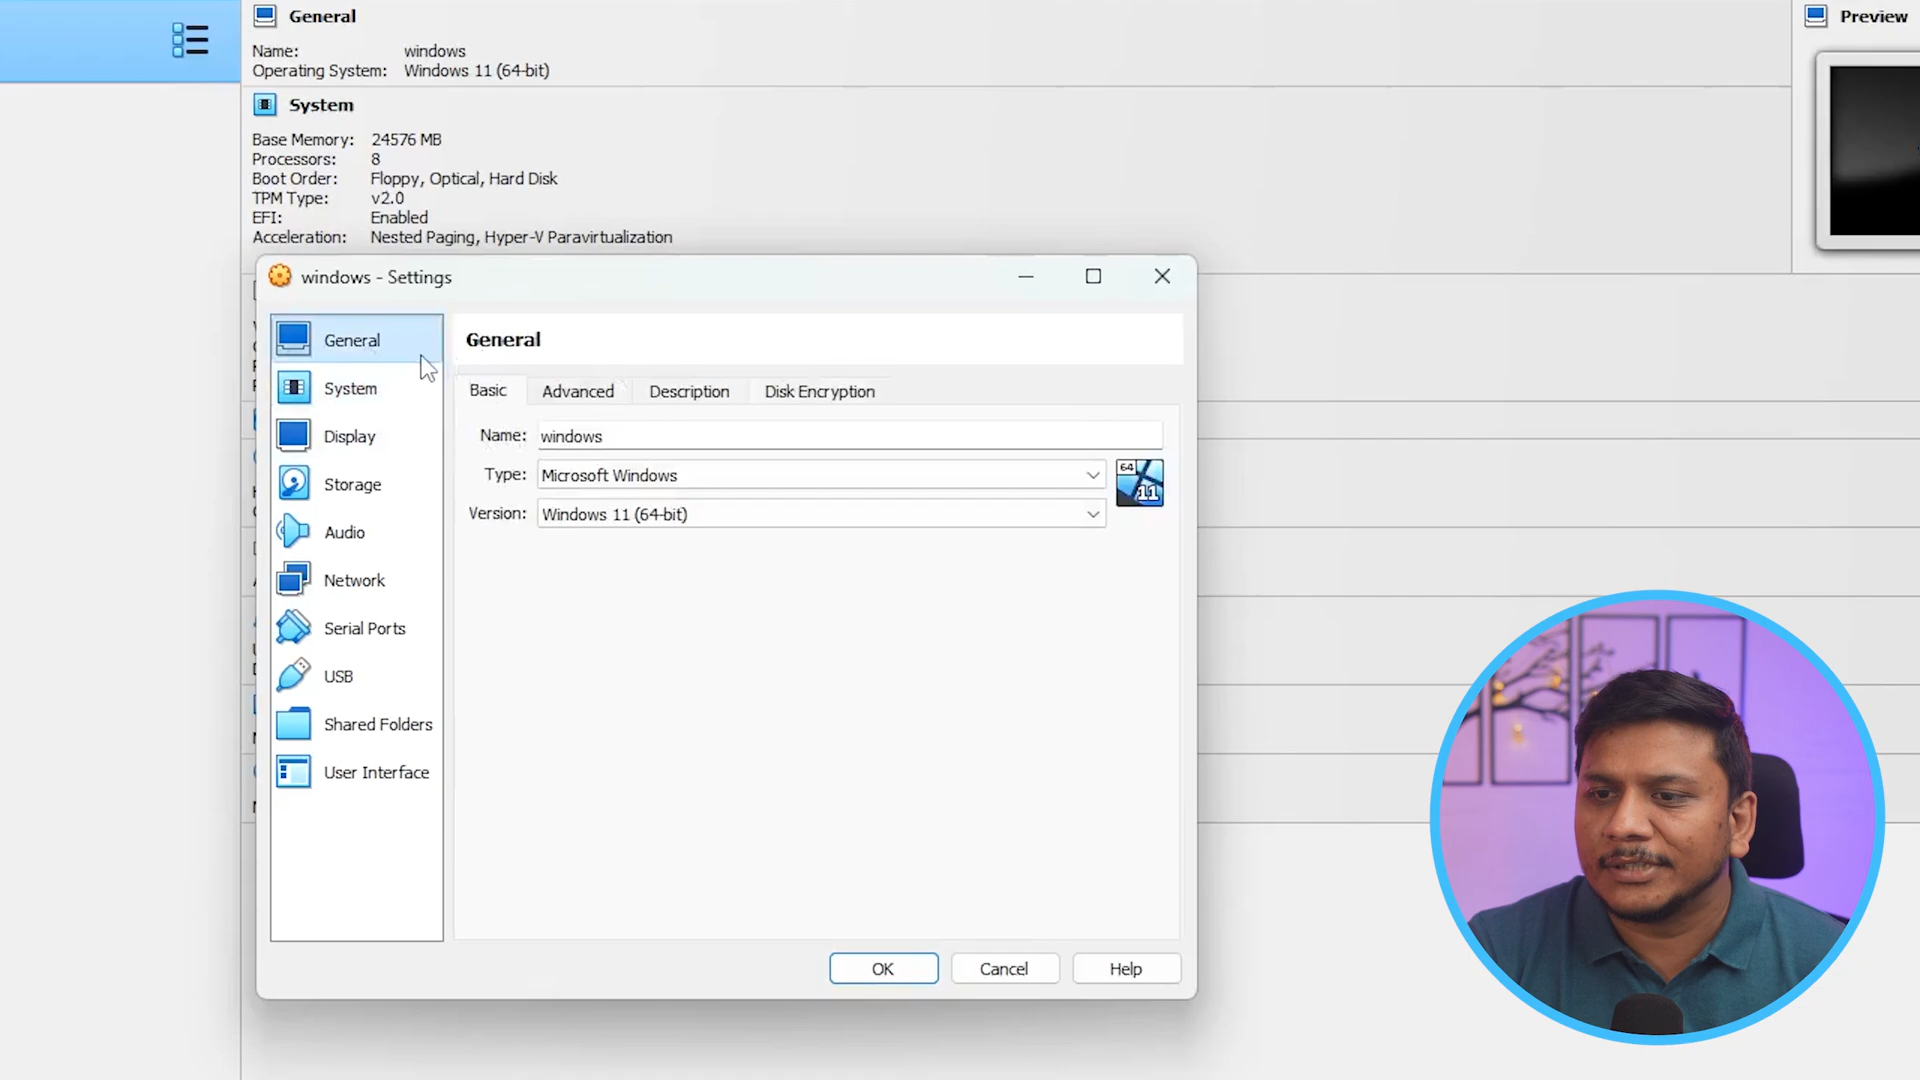 General
Name: windows
Operating System: Windows 11 (64-bit)
System
Base Memory: 24576 MB
Processors: 8
Boot Order: Floppy, Optical, Hard Disk
TPM Type: v2.0
EFI: Enabled
Acceleration: Nested Paging, Hyper-V Paravirtualization
Preview
windows - Settings
General
System
Display
Storage
Audio
Network
Serial Ports
USB
Shared Folders
User Interface
General
Basic Advanced Description Disk Encryption
Name: windows
Type: Microsoft Windows
64
11
Version: Windows 11 (64-bit)
OK Cancel Help